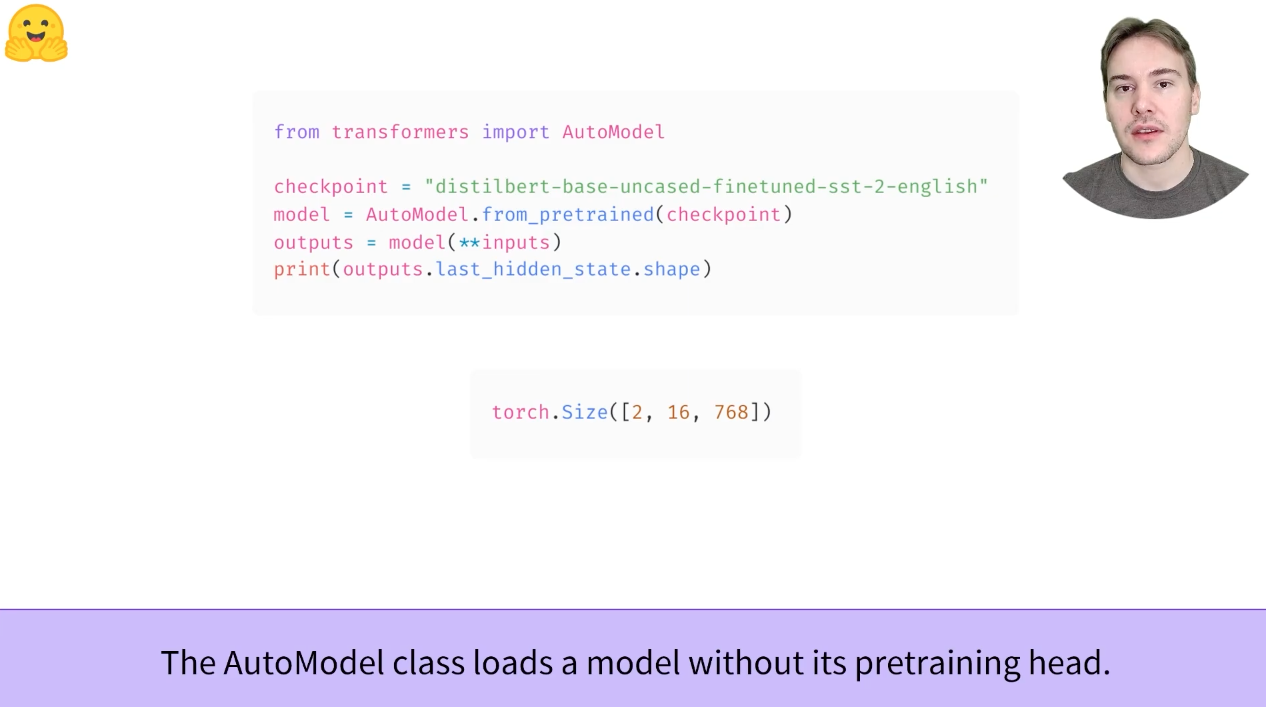 from transformers import AutoModel
checkpoint = "distilbert-base-uncased-finetuned-sst-2-english"
model = AutoModel.from_pretrained(checkpoint)
outputs = model(**inputs)
print(outputs.last_hidden_state.shape)
torch.Size([2, 16, 768])
The AutoModel class loads a model without its pretraining head.